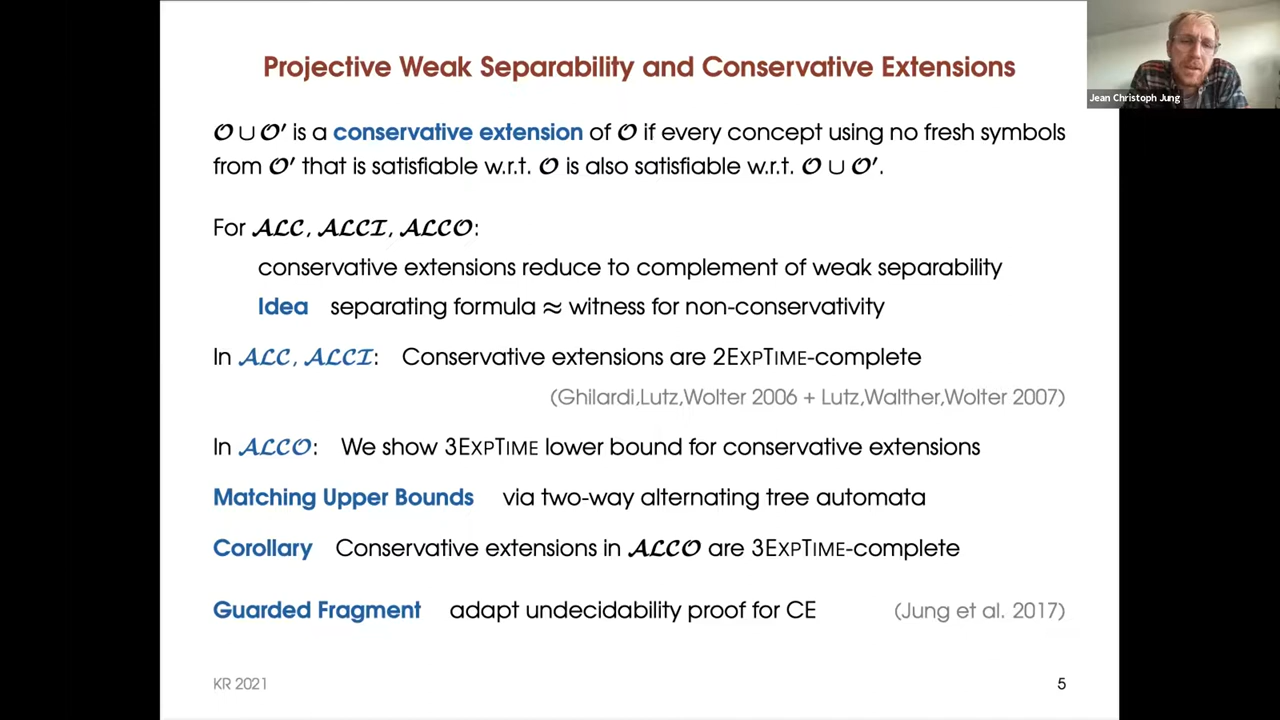 Projective Weak Separability and Conservative Extensions
Jean Christoph Jung
𝒪 ∪ 𝒪′ is a conservative extension of 𝒪 if every concept using no fresh symbols
from 𝒪′ that is satisfiable w.r.t. 𝒪 is also satisfiable w.r.t. 𝒪 ∪ 𝒪′.
For 𝒜ℒ𝒞, 𝒜ℒ𝒞ℐ, 𝒜ℒ𝒞𝒪:
conservative extensions reduce to complement of weak separability
Idea separating formula ≈ witness for non-conservativity
In 𝒜ℒ𝒞, 𝒜ℒ𝒞ℐ: Conservative extensions are 2EXPTIME-complete
(Ghilardi,Lutz,Wolter 2006 + Lutz,Walther,Wolter 2007)
In 𝒜ℒ𝒞𝒪: We show 3EXPTIME lower bound for conservative extensions
Matching Upper Bounds via two-way alternating tree automata
Corollary Conservative extensions in 𝒜ℒ𝒞𝒪 are 3EXPTIME-complete
Guarded Fragment adapt undecidability proof for CE (Jung et al. 2017)
KR 2021 5